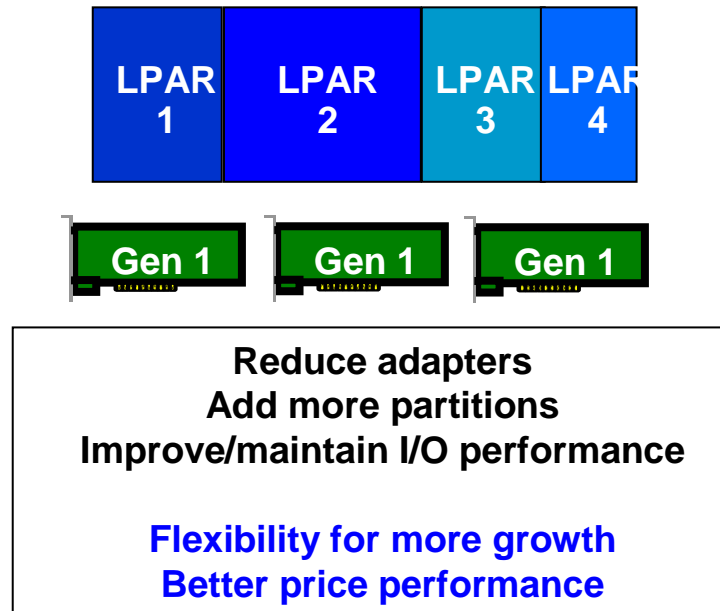 LPAR 1
LPAR 2
LPAR 3
LPAR 4
Gen 1
Gen 1
Gen 1
Reduce adapters
Add more partitions
Improve/maintain I/O performance
Flexibility for more growth
Better price performance